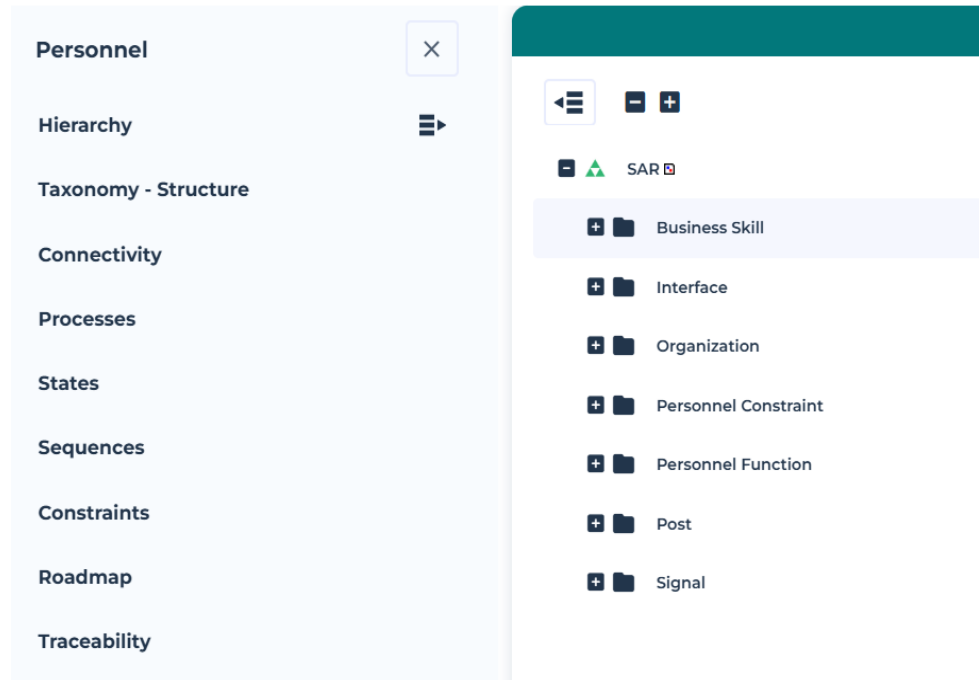 Personnel
Hierarchy
Taxonomy - Structure
Connectivity
Processes
States
Sequences
Constraints
Roadmap
Traceability
SAR
Business Skill
Interface
Organization
Personnel Constraint
Personnel Function
Post
Signal